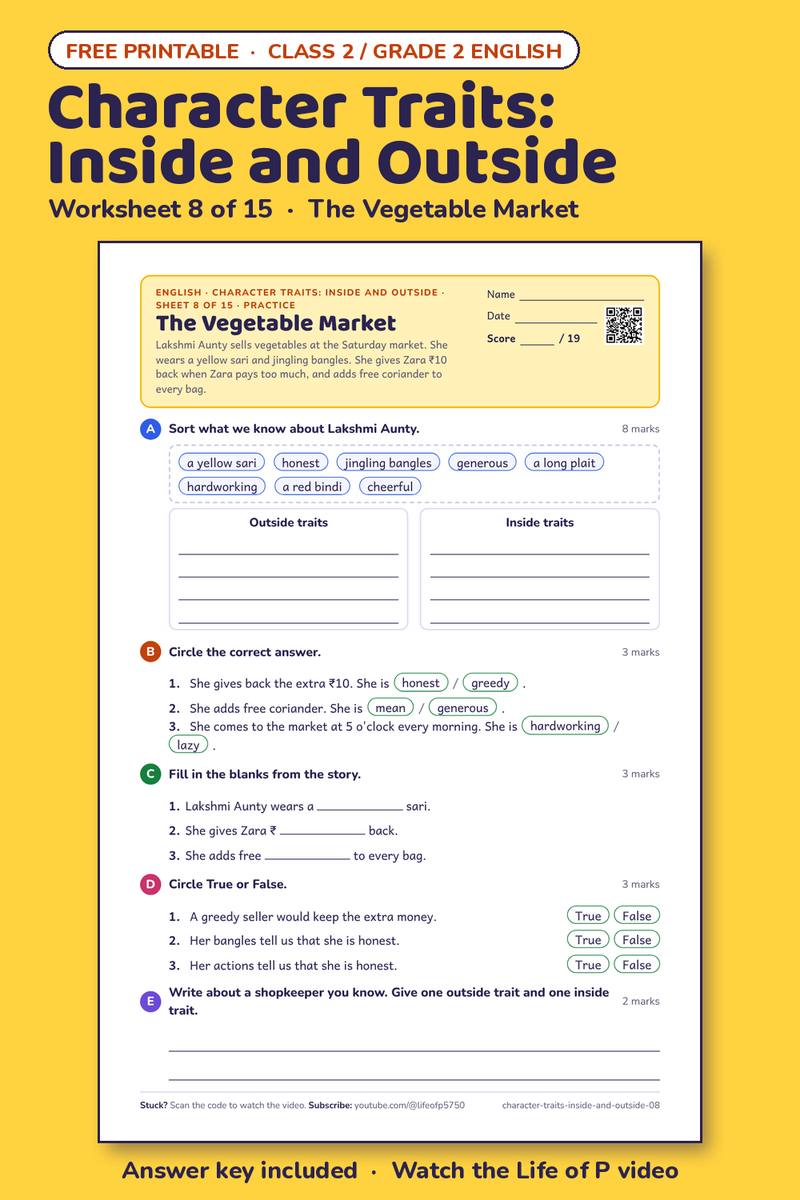 FREE PRINTABLE · CLASS 2 / GRADE 2 ENGLISH
Character Traits:
Inside and Outside
Worksheet 8 of 15 · The Vegetable Market
ENGLISH · CHARACTER TRAITS: INSIDE AND OUTSIDE ·
SHEET 8 OF 15 · PRACTICE
The Vegetable Market
Lakshmi Aunty sells vegetables at the Saturday market. She
wears a yellow sari and jingling bangles. She gives Zara ₹10
back when Zara pays too much, and adds free coriander to
every bag.
Name
Date
Score ____ / 19
A Sort what we know about Lakshmi Aunty. 8 marks
a yellow sari honest jingling bangles generous a long plait
hardworking a red bindi cheerful
Outside traits Inside traits
B Circle the correct answer. 3 marks
1. She gives back the extra ₹10. She is honest / greedy .
2. She adds free coriander. She is mean / generous .
3. She comes to the market at 5 o'clock every morning. She is hardworking /
lazy .
C Fill in the blanks from the story. 3 marks
1. Lakshmi Aunty wears a ____ sari.
2. She gives Zara ₹ ____ back.
3. She adds free ____ to every bag.
D Circle True or False. 3 marks
1. A greedy seller would keep the extra money. True False
2. Her bangles tell us that she is honest. True False
3. Her actions tell us that she is honest. True False
E Write about a shopkeeper you know. Give one outside trait and one inside
trait. 2 marks
Stuck? Scan the code to watch the video. Subscribe: youtube.com/@lifeofp5750 character-traits-inside-and-outside-08
Answer key included · Watch the Life of P video